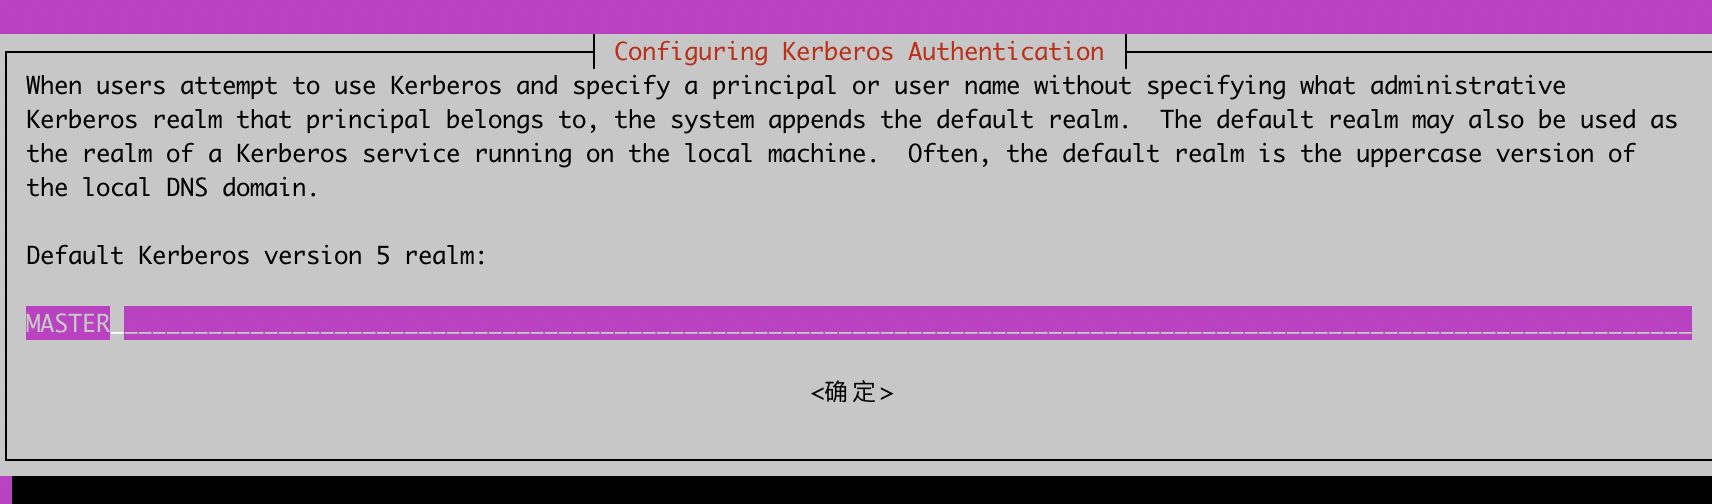 Configuring Kerberos Authentication
When users attempt to use Kerberos and specify a principal or user name without specifying what administrative
Kerberos realm that principal belongs to, the system appends the default realm.  The default realm may also be used as
the realm of a Kerberos service running on the local machine.  Often, the default realm is the uppercase version of
the local DNS domain.
Default Kerberos version 5 realm:
MASTER
<确定>